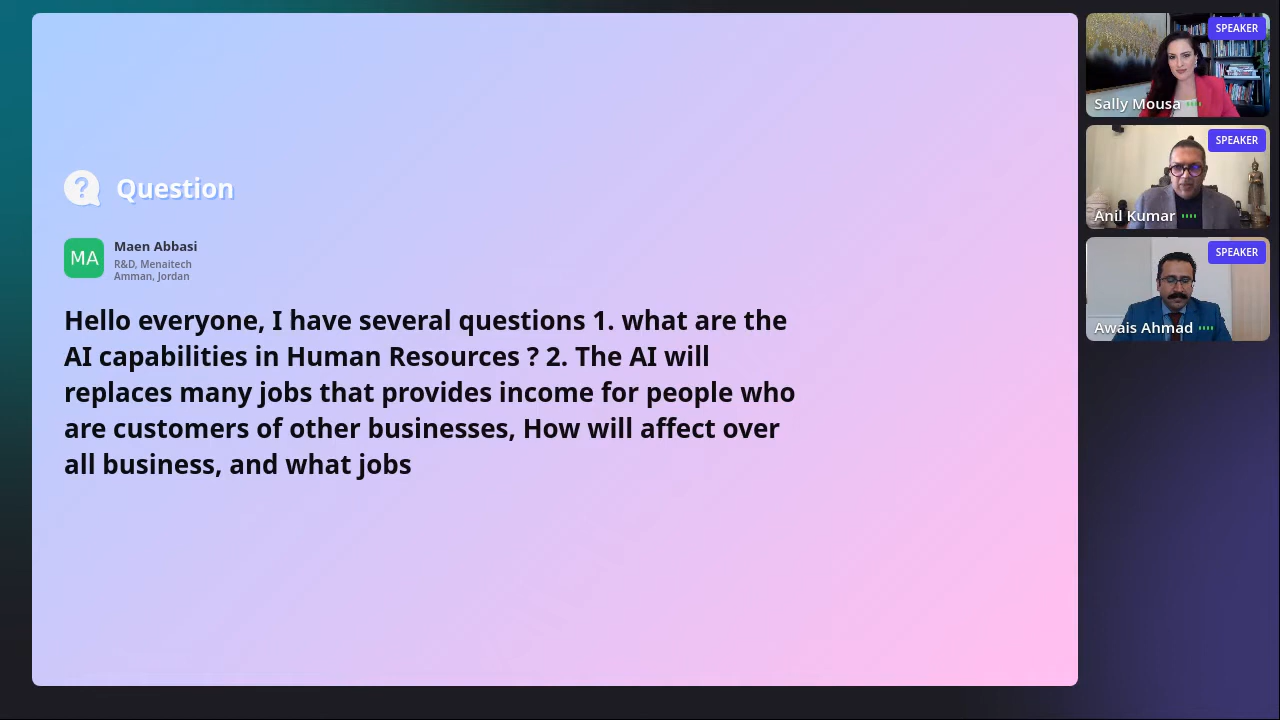 Question
MA
Maen Abbasi
R&D, Menaitech
Amman, Jordan
Hello everyone, I have several questions 1. what are the
AI capabilities in Human Resources ? 2. The AI will
replaces many jobs that provides income for people who
are customers of other businesses, How will affect over
all business, and what jobs
SPEAKER
Sally Mousa
SPEAKER
Anil Kumar
SPEAKER
Awais Ahmad